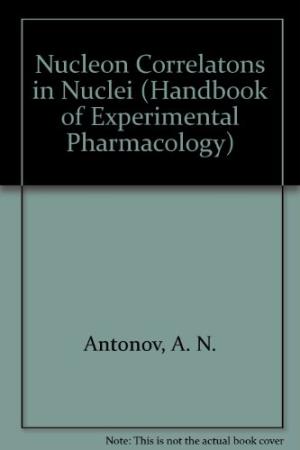 Nucleon Correlatons
in Nuclei (Handbook
of Experimental
Pharmacology)
Antonov, A. N.
Note: This is not the actual book cover